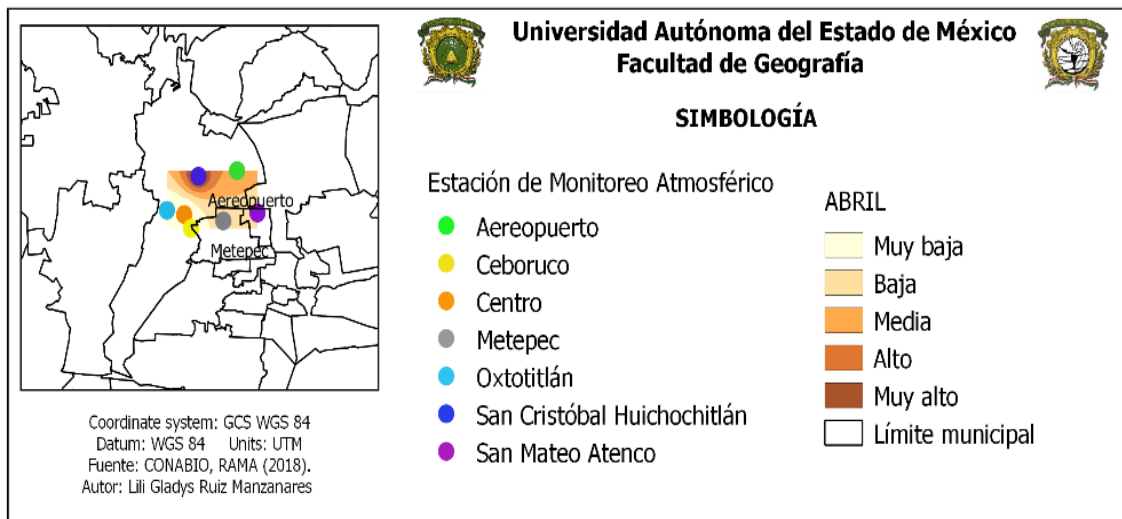 Universidad Autónoma del Estado de México
Facultad de Geografía
SIMBOLOGÍA
Aereopuerto
Metepec
Coordinate system: GCS WGS 84
Datum: WGS 84 Units: UTM
Fuente: CONABIO, RAMA (2018).
Autor: Lili Gladys Ruiz Manzanares
Estación de Monitoreo Atmosférico
Aereopuerto
Ceboruco
Centro
Metepec
Oxtotitlán
San Cristóbal Huichochitlán
San Mateo Atenco
ABRIL
Muy baja
Baja
Media
Alto
Muy alto
Límite municipal